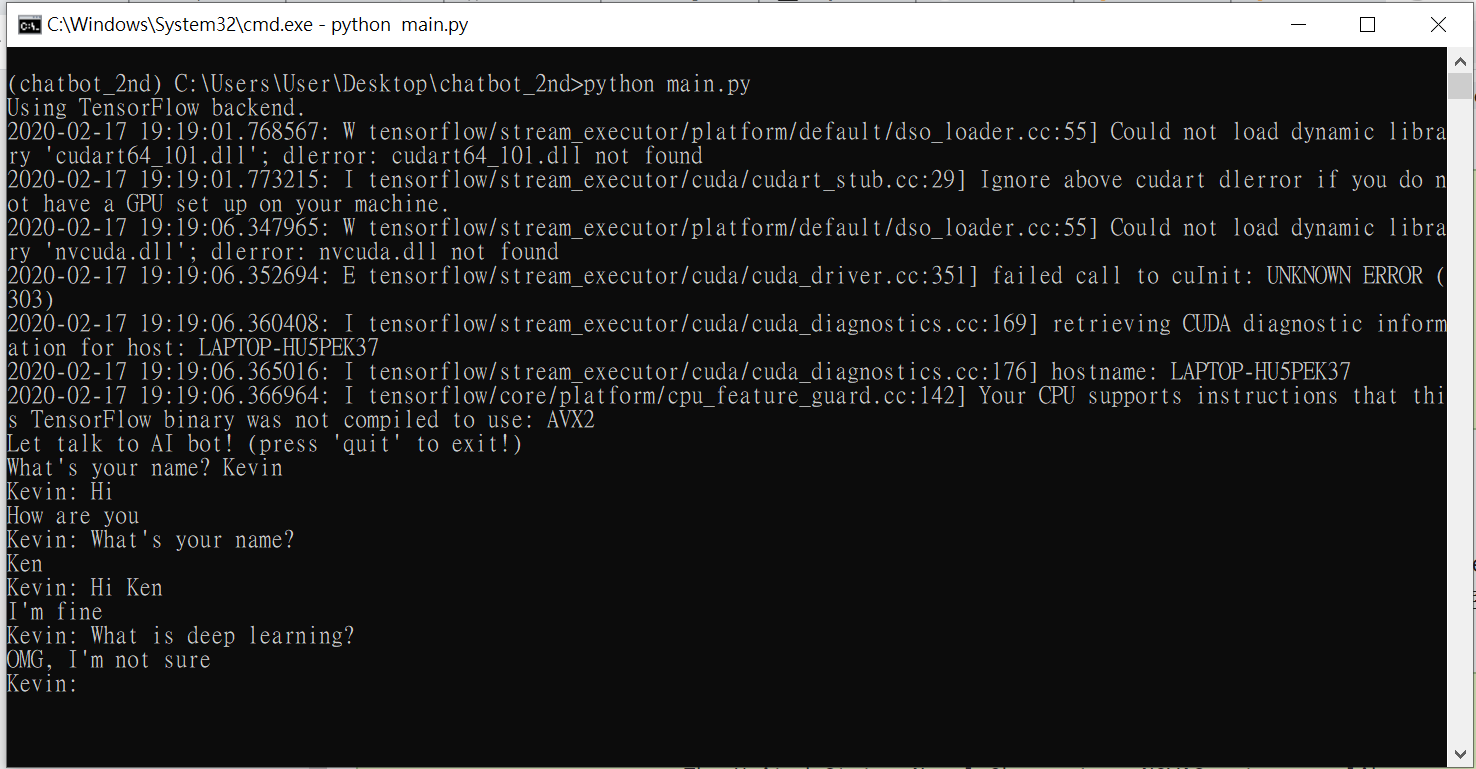 C:\Windows\System32\cmd.exe - python  main.py
(chatbot_2nd) C:\Users\User\Desktop\chatbot_2nd>python main.py
Using TensorFlow backend.
2020-02-17 19:19:01.768567: W tensorflow/stream_executor/platform/default/dso_loader.cc:55] Could not load dynamic libra
ry 'cudart64_101.dll'; dlerror: cudart64_101.dll not found
2020-02-17 19:19:01.773215: I tensorflow/stream_executor/cuda/cudart_stub.cc:29] Ignore above cudart dlerror if you do n
ot have a GPU set up on your machine.
2020-02-17 19:19:06.347965: W tensorflow/stream_executor/platform/default/dso_loader.cc:55] Could not load dynamic libra
ry 'nvcuda.dll'; dlerror: nvcuda.dll not found
2020-02-17 19:19:06.352694: E tensorflow/stream_executor/cuda/cuda_driver.cc:351] failed call to cuInit: UNKNOWN ERROR (
303)
2020-02-17 19:19:06.360408: I tensorflow/stream_executor/cuda/cuda_diagnostics.cc:169] retrieving CUDA diagnostic inform
ation for host: LAPTOP-HU5PEK37
2020-02-17 19:19:06.365016: I tensorflow/stream_executor/cuda/cuda_diagnostics.cc:176] hostname: LAPTOP-HU5PEK37
2020-02-17 19:19:06.366964: I tensorflow/core/platform/cpu_feature_guard.cc:142] Your CPU supports instructions that thi
s TensorFlow binary was not compiled to use: AVX2
Let talk to AI bot! (press 'quit' to exit!)
What's your name? Kevin
Kevin: Hi
How are you
Kevin: What's your name?
Ken
Kevin: Hi Ken
I'm fine
Kevin: What is deep learning?
OMG, I'm not sure
Kevin: